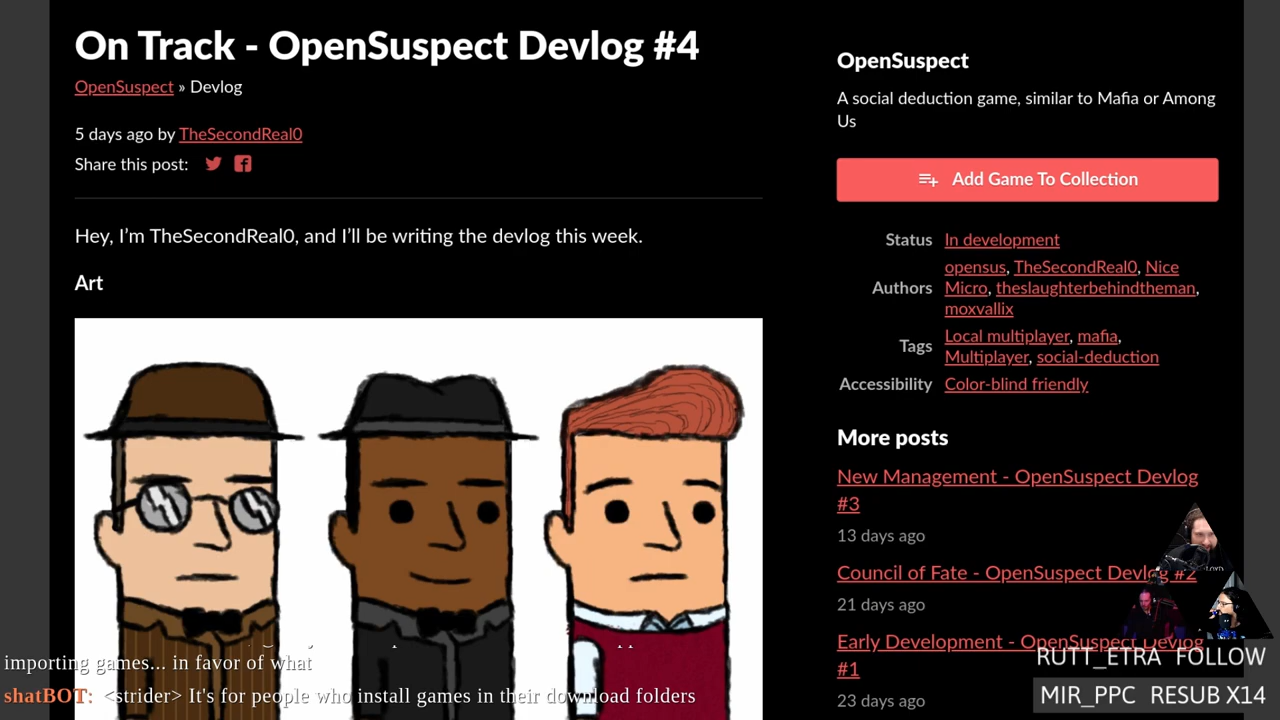 On Track - OpenSuspect Devlog #4
OpenSuspect » Devlog
5 days ago by TheSecondReal0
Share this post:
Hey, I'm TheSecondReal0, and I'll be writing the devlog this week.
Art
OpenSuspect
A social deduction game, similar to Mafia or Among
Us
Add Game To Collection
Status In development
Authors opensus, TheSecondReal0, Nice
Micro, theslaughterbehindtheman,
moxvallix
Tags Local multiplayer, mafia,
Multiplayer, social-deduction
Accessibility Color-blind friendly
More posts
New Management - OpenSuspect Devlog
#3
13 days ago
Council of Fate - OpenSuspect Devlog #2
21 days ago
Early Development - OpenSuspect Devlog
#1
23 days ago
importing games... in favor of what
shatBOT: <strider> It's for people who install games in their download folders
RUTT_ETRA FOLLOW
MIR_PPC RESUB X14